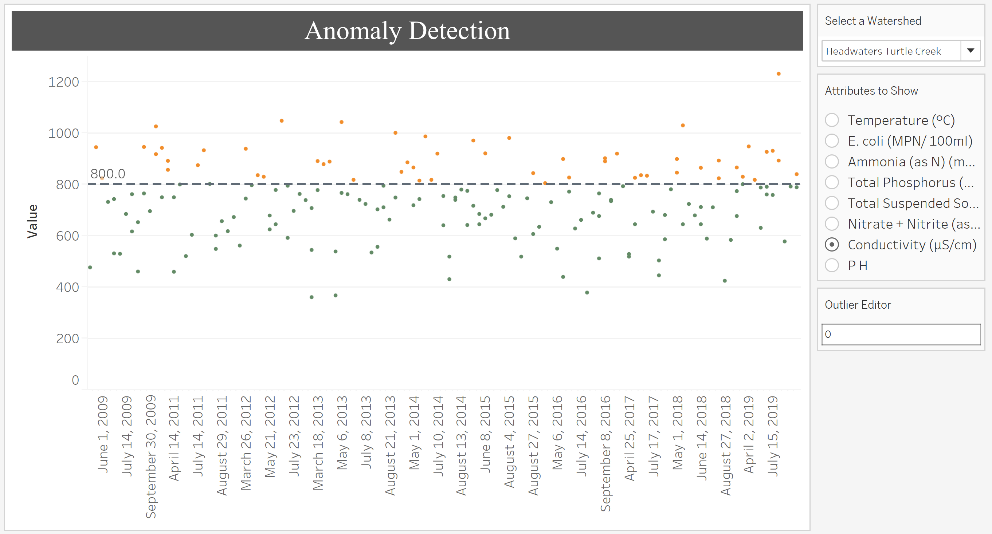 Anomaly Detection
Value
1200
1000
800
600
400
200
0
800.0
June 1, 2009
July 14, 2009
September 30, 2009
April 14, 2011
July 14, 2011
August 29, 2011
March 26, 2012
May 21, 2012
July 23, 2012
March 18, 2013
May 6, 2013
July 8, 2013
August 21, 2013
May 1, 2014
July 10, 2014
August 13, 2014
June 8, 2015
August 4, 2015
August 27, 2015
May 6, 2016
July 14, 2016
September 8, 2016
April 25, 2017
July 17, 2017
May 1, 2018
June 14, 2018
August 27, 2018
April 2, 2019
July 15, 2019
Select a Watershed
Headwaters Turtle Creek
Attributes to Show
Temperature (ºC)
E. coli (MPN/ 100ml)
Ammonia (as N) (m...
Total Phosphorus (...
Total Suspended So...
Nitrate + Nitrite (as...
Conductivity (µS/cm)
P H
Outlier Editor
0